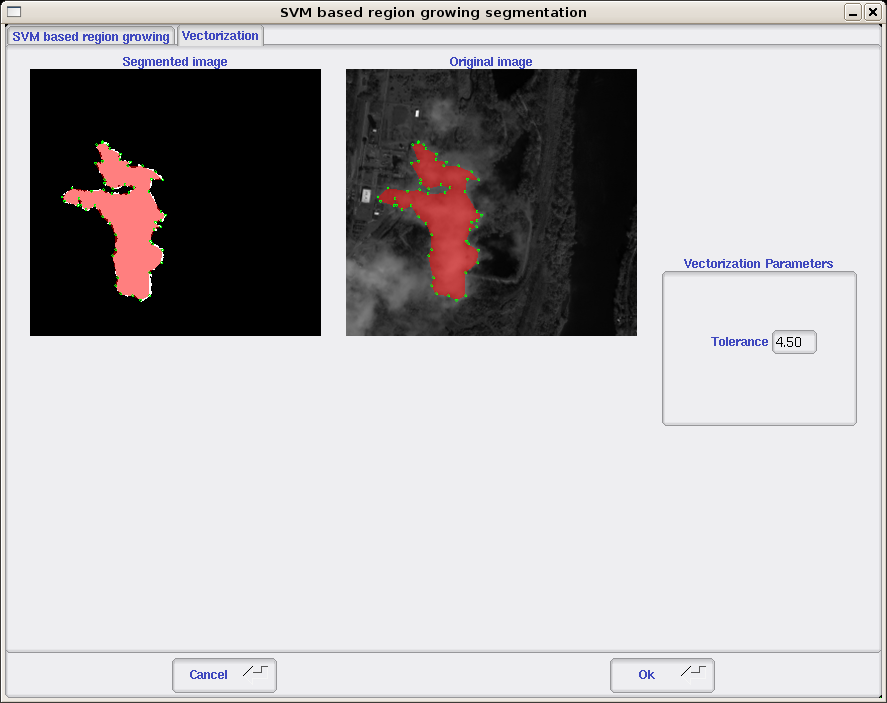 SVM based region growing segmentation
SVM based region growing
Vectorization
Segmented image
Original image
Vectorization Parameters
Tolerance 4.50
Cancel
Ok